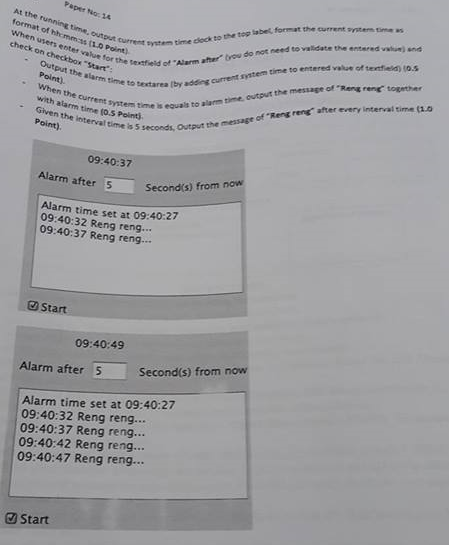 Paper No: 14
At the running time, output current system time clock to the top label, format the current system time as
format of hh:mm:ss (1.0 Point).
When users enter value for the textfield of "Alarm after" (you do not need to validate the entered value) and
check on checkbox "Start":
- Output the alarm time to textarea (by adding current system time to entered value of textfield) (0.5
Point).
- When the current system time is equals to alarm time, output the message of "Reng reng" together
with alarm time (0.5 Point).
- Given the interval time is 5 seconds, Output the message of "Reng reng" after every interval time (1.0
Point).
09:40:37
Alarm after 5 Second(s) from now
Alarm time set at 09:40:27
09:40:32 Reng reng...
09:40:37 Reng reng...
Start
09:40:49
Alarm after 5 Second(s) from now
Alarm time set at 09:40:27
09:40:32 Reng reng...
09:40:37 Reng reng...
09:40:42 Reng reng...
09:40:47 Reng reng...
Start